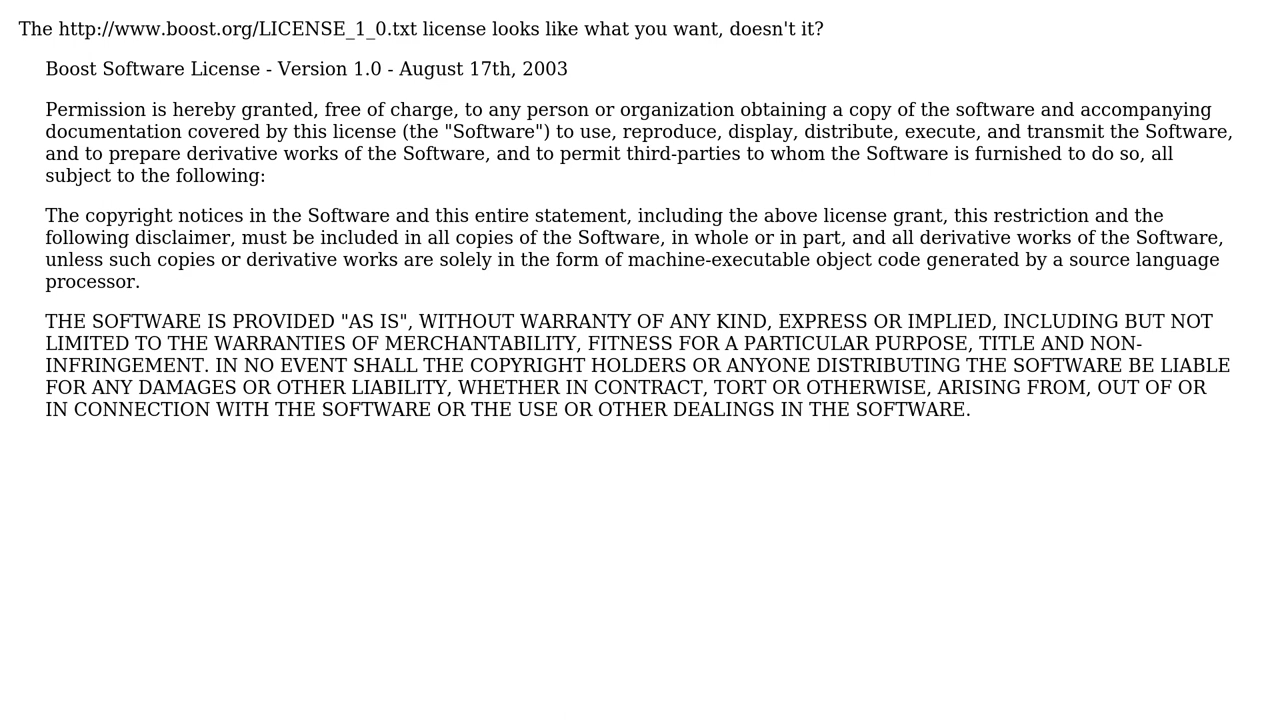 The http://www.boost.org/LICENSE_1_0.txt license looks like what you want, doesn't it?
Boost Software License - Version 1.0 - August 17th, 2003
Permission is hereby granted, free of charge, to any person or organization obtaining a copy of the software and accompanying
documentation covered by this license (the "Software") to use, reproduce, display, distribute, execute, and transmit the Software,
and to prepare derivative works of the Software, and to permit third-parties to whom the Software is furnished to do so, all
subject to the following:
The copyright notices in the Software and this entire statement, including the above license grant, this restriction and the
following disclaimer, must be included in all copies of the Software, in whole or in part, and all derivative works of the Software,
unless such copies or derivative works are solely in the form of machine-executable object code generated by a source language
processor.
THE SOFTWARE IS PROVIDED "AS IS", WITHOUT WARRANTY OF ANY KIND, EXPRESS OR IMPLIED, INCLUDING BUT NOT
LIMITED TO THE WARRANTIES OF MERCHANTABILITY, FITNESS FOR A PARTICULAR PURPOSE, TITLE AND NON-
INFRINGEMENT. IN NO EVENT SHALL THE COPYRIGHT HOLDERS OR ANYONE DISTRIBUTING THE SOFTWARE BE LIABLE
FOR ANY DAMAGES OR OTHER LIABILITY, WHETHER IN CONTRACT, TORT OR OTHERWISE, ARISING FROM, OUT OF OR
IN CONNECTION WITH THE SOFTWARE OR THE USE OR OTHER DEALINGS IN THE SOFTWARE.